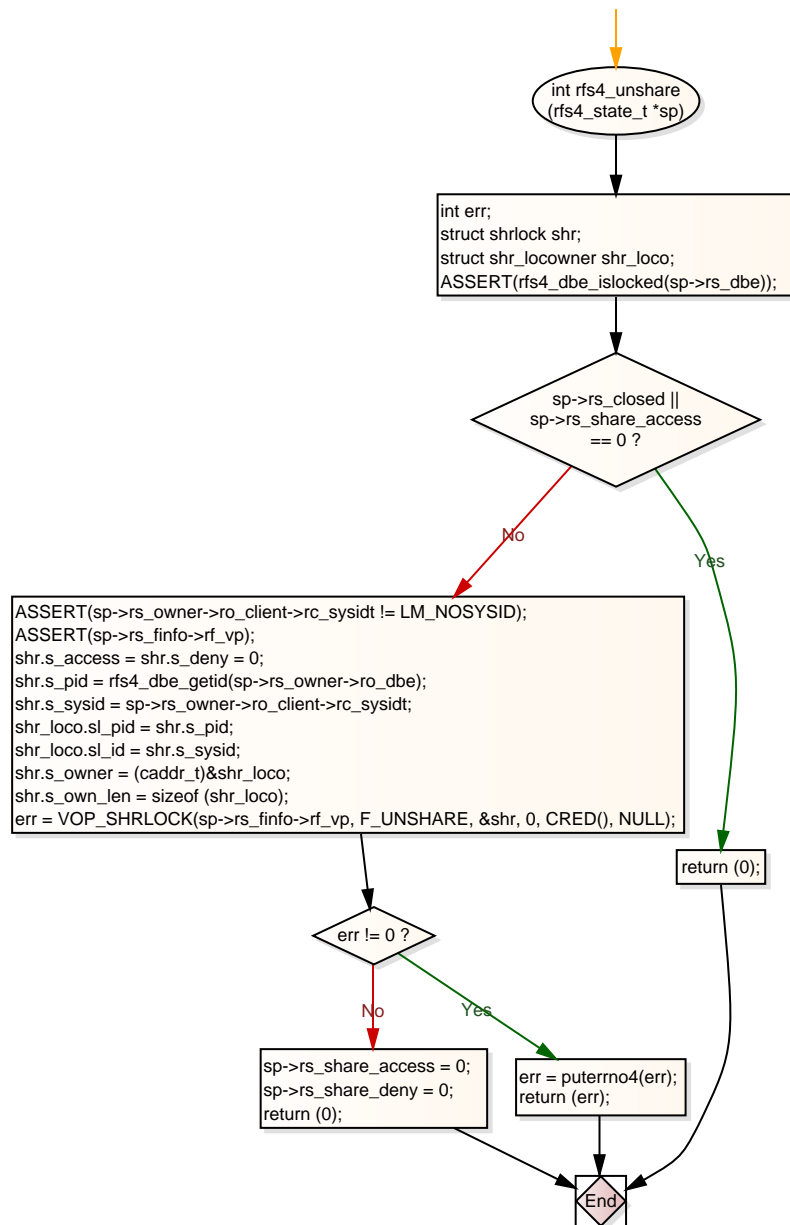 int rfs4_unshare
(rfs4_state_t *sp)
int err;
struct shrlock shr;
struct shr_locowner shr_loco;
ASSERT(rfs4_dbe_islocked(sp->rs_dbe));
sp->rs_closed ||
sp->rs_share_access
== 0 ?
No
Yes
ASSERT(sp->rs_owner->ro_client->rc_sysidt != LM_NOSYSID);
ASSERT(sp->rs_finfo->rf_vp);
shr.s_access = shr.s_deny = 0;
shr.s_pid = rfs4_dbe_getid(sp->rs_owner->ro_dbe);
shr.s_sysid = sp->rs_owner->ro_client->rc_sysidt;
shr_loco.sl_pid = shr.s_pid;
shr_loco.sl_id = shr.s_sysid;
shr.s_owner = (caddr_t)&shr_loco;
shr.s_own_len = sizeof (shr_loco);
err = VOP_SHRLOCK(sp->rs_finfo->rf_vp, F_UNSHARE, &shr, 0, CRED(), NULL);
return (0);
err != 0 ?
No
Yes
sp->rs_share_access = 0;
sp->rs_share_deny = 0;
return (0);
err = puterrno4(err);
return (err);
End